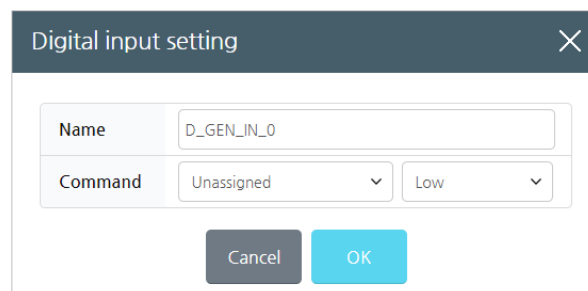 Digital input setting
Name D_GEN_IN_0
Command Unassigned Low
Cancel OK